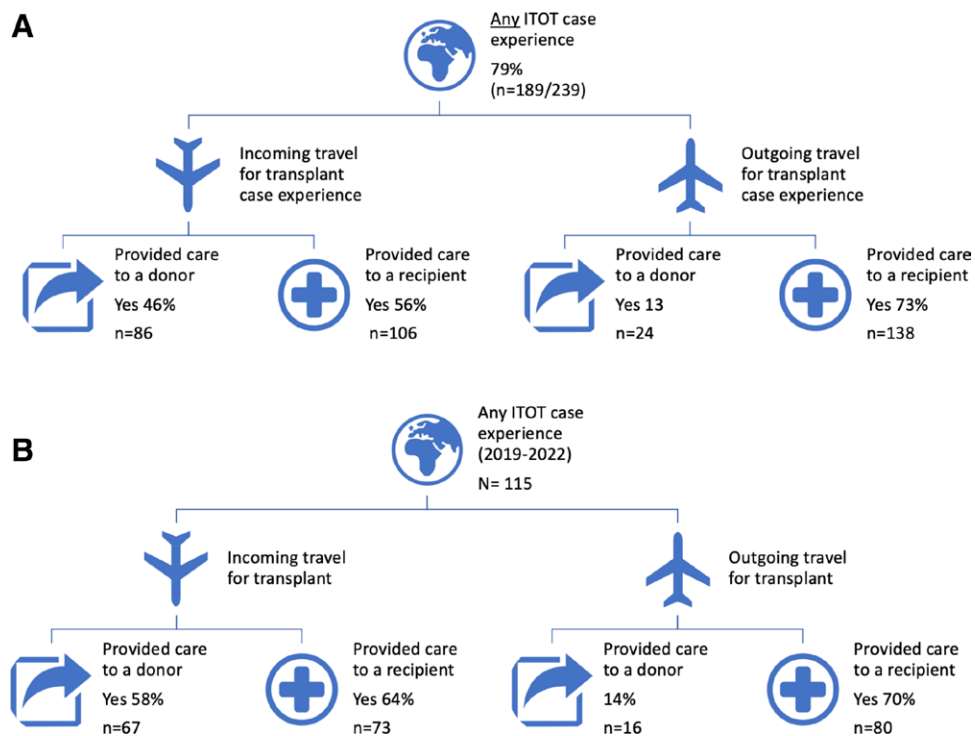 A
Any ITOT case
experience
79%
(n=189/239)
Incoming travel
for transplant
case experience
Outgoing travel
for transplant
case experience
Provided care
to a donor
Yes 46%
n=86
Provided care
to a recipient
Yes 56%
n=106
Provided care
to a donor
Yes 13
n=24
Provided care
to a recipient
Yes 73%
n=138
B
Any ITOT case
experience
(2019-2022)
N= 115
Incoming travel
for transplant
Outgoing travel
for transplant
Provided care
to a donor
Yes 58%
n=67
Provided care
to a recipient
Yes 64%
n=73
Provided care
to a donor
14%
n=16
Provided care
to a recipient
Yes 70%
n=80